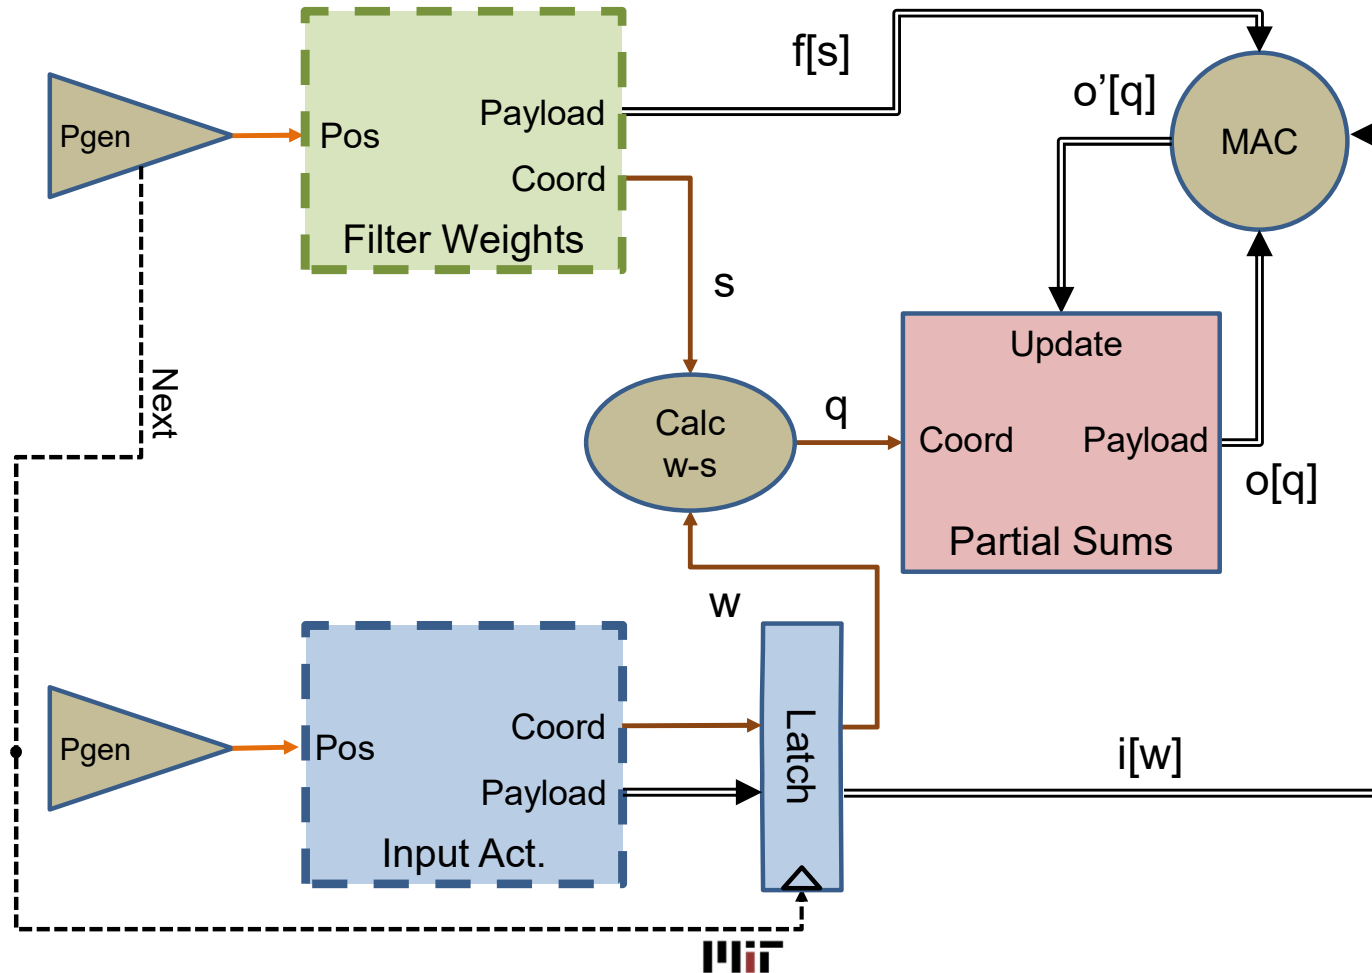 f[s]
o’[q]
Payload
Pgen
Pos
MAC
Coord
Filter Weights
s
Update
Next
q
Calc
w-s
Coord
Payload
o[q]
Partial Sums
w
Coord
Latch
Pgen
Pos
i[w]
Payload
Input Act.
MIT